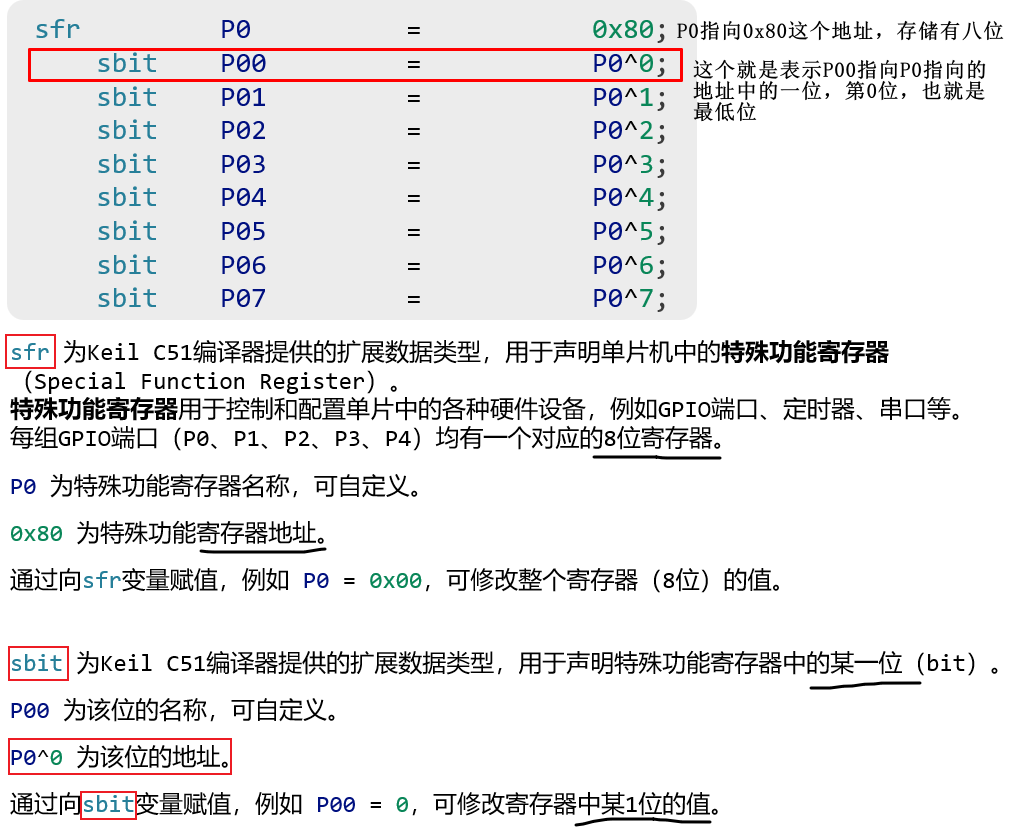 sfr P0 = 0x80; P0指向0x80这个地址，存储有八位
sbit P00 = P0^0; 这个就是表示P00指向P0指向的
地址中的一位，第0位，也就是
最低位
sbit P01 = P0^1;
sbit P02 = P0^2;
sbit P03 = P0^3;
sbit P04 = P0^4;
sbit P05 = P0^5;
sbit P06 = P0^6;
sbit P07 = P0^7;
sfr 为Keil C51编译器提供的扩展数据类型，用于声明单片机中的特殊功能寄存器
（Special Function Register）。
特殊功能寄存器用于控制和配置单片中的各种硬件设备，例如GPIO端口、定时器、串口等。
每组GPIO端口（P0、P1、P2、P3、P4）均有一个对应的8位寄存器。
P0 为特殊功能寄存器名称，可自定义。
0x80 为特殊功能寄存器地址。
通过向sfr变量赋值，例如 P0 = 0x00，可修改整个寄存器（8位）的值。
sbit 为Keil C51编译器提供的扩展数据类型，用于声明特殊功能寄存器中的某一位（bit）。
P00 为该位的名称，可自定义。
P0^0 为该位的地址。
通过向sbit变量赋值，例如 P00 = 0，可修改寄存器中某1位的值。